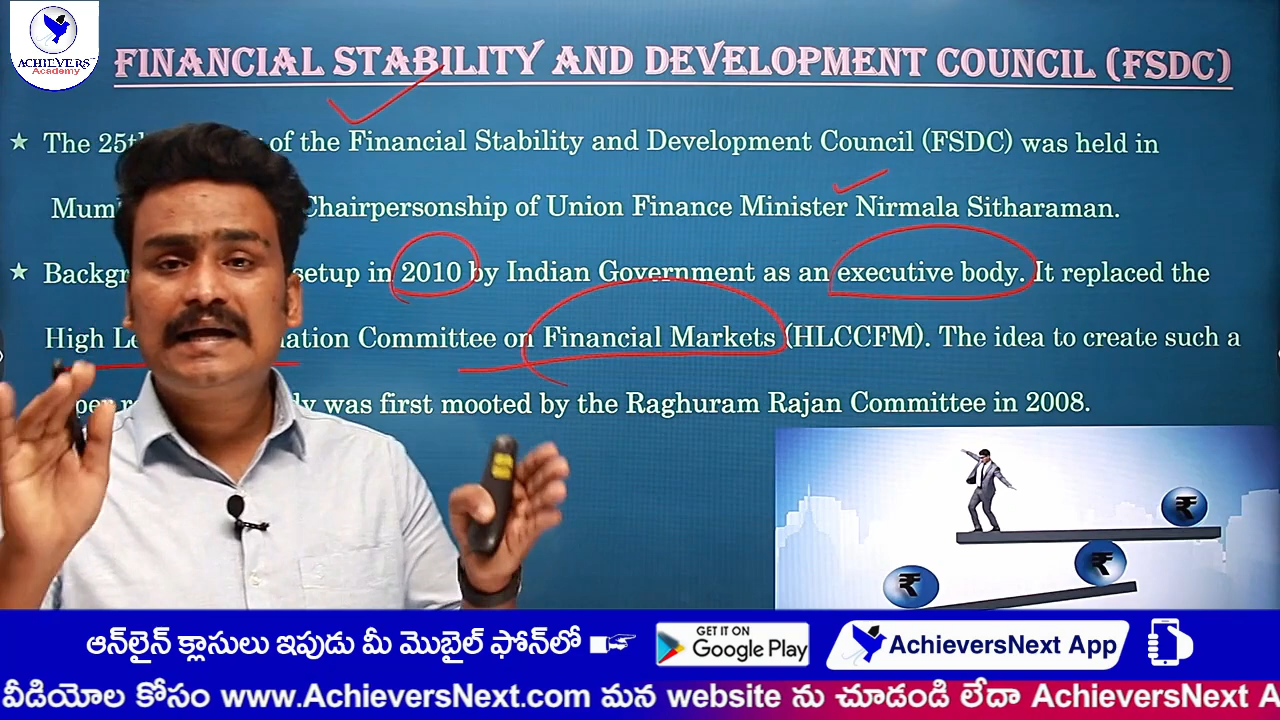 ACHIEVERS
Academy
FINANCIAL STABILITY AND DEVELOPMENT COUNCIL (FSDC)
★ The 25th of the Financial Stability and Development Council (FSDC) was held in
Chairpersonship of Union Finance Minister Nirmala Sitharaman.
★ setup in 2010 by Indian Government as an executive body. It replaced the
High Committee on Financial Markets (HLCCFM). The idea to create such a
was first mooted by the Raghuram Rajan Committee in 2008.
₹
₹
₹
ఆన్‌లైన్ క్లాసులు ఇపుడు మీ మొబైల్ ఫోన్‌లో
GET IT ON
Google Play
AchieversNext App
వీడియోల కోసం www.AchieversNext.com మన website ను చూడండి లేదా AchieversNext